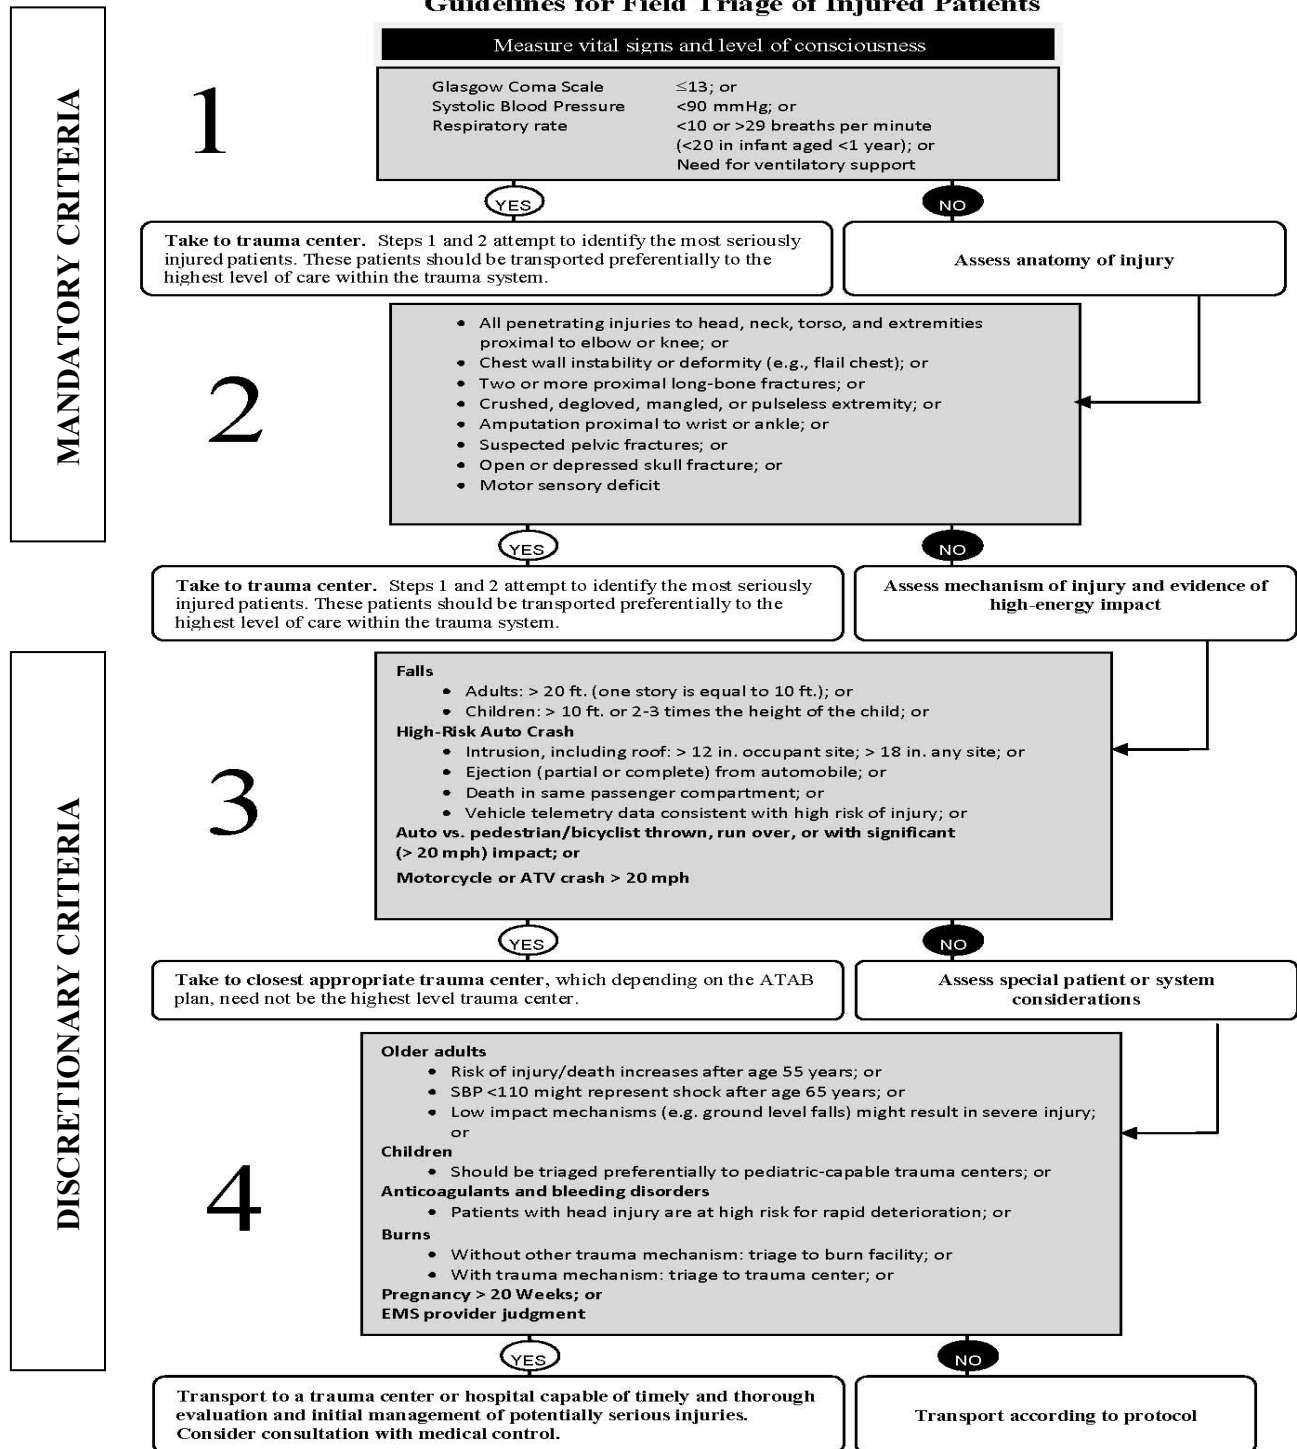 Guidelines for Field Triage of Injured Patients
Measure vital signs and level of consciousness
MANDATORY CRITERIA
1
Glasgow Coma Scale ≤13; or
Systolic Blood Pressure <90 mmHg; or
Respiratory rate <10 or >29 breaths per minute
(<20 in infant aged <1 year); or
Need for ventilatory support
YES
NO
Take to trauma center. Steps 1 and 2 attempt to identify the most seriously
injured patients. These patients should be transported preferentially to the
highest level of care within the trauma system.
Assess anatomy of injury
2
• All penetrating injuries to head, neck, torso, and extremities
proximal to elbow or knee; or
• Chest wall instability or deformity (e.g., flail chest); or
• Two or more proximal long-bone fractures; or
• Crushed, degloved, mangled, or pulseless extremity; or
• Amputation proximal to wrist or ankle; or
• Suspected pelvic fractures; or
• Open or depressed skull fracture; or
• Motor sensory deficit
YES
NO
Take to trauma center. Steps 1 and 2 attempt to identify the most seriously
injured patients. These patients should be transported preferentially to the
highest level of care within the trauma system.
Assess mechanism of injury and evidence of
high-energy impact
DISCRETIONARY CRITERIA
3
Falls
• Adults: > 20 ft. (one story is equal to 10 ft.); or
• Children: > 10 ft. or 2-3 times the height of the child; or
High-Risk Auto Crash
• Intrusion, including roof: > 12 in. occupant site; > 18 in. any site; or
• Ejection (partial or complete) from automobile; or
• Death in same passenger compartment; or
• Vehicle telemetry data consistent with high risk of injury; or
Auto vs. pedestrian/bicyclist thrown, run over, or with significant
(> 20 mph) impact; or
Motorcycle or ATV crash > 20 mph
YES
NO
Take to closest appropriate trauma center, which depending on the ATAB
plan, need not be the highest level trauma center.
Assess special patient or system
considerations
4
Older adults
• Risk of injury/death increases after age 55 years; or
• SBP <110 might represent shock after age 65 years; or
• Low impact mechanisms (e.g. ground level falls) might result in severe injury;
or
Children
• Should be triaged preferentially to pediatric-capable trauma centers; or
Anticoagulants and bleeding disorders
• Patients with head injury are at high risk for rapid deterioration; or
Burns
• Without other trauma mechanism: triage to burn facility; or
• With trauma mechanism: triage to trauma center; or
Pregnancy > 20 Weeks; or
EMS provider judgment
YES
NO
Transport to a trauma center or hospital capable of timely and thorough
evaluation and initial management of potentially serious injuries.
Consider consultation with medical control.
Transport according to protocol